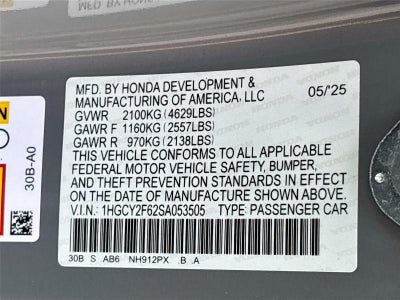 MFD. BY HONDA DEVELOPMENT &
MANUFACTURING OF AMERICA, LLC 05/'25
GVWR 2100KG (4629LBS)
GAWR F 1160KG (2557LBS)
GAWR R 970KG (2138LBS)
THIS VEHICLE CONFORMS TO ALL APPLICABLE
FEDERAL MOTOR VEHICLE SAFETY, BUMPER,
AND THEFT PREVENTION STANDARDS IN EFFECT
ON THE DATE OF MANUFACTURE SHOWN ABOVE.
V.I.N.: 1HGCY2F62SA053505 TYPE: PASSENGER CAR
30B S AB6 NH912PX .B .A
30B-A0